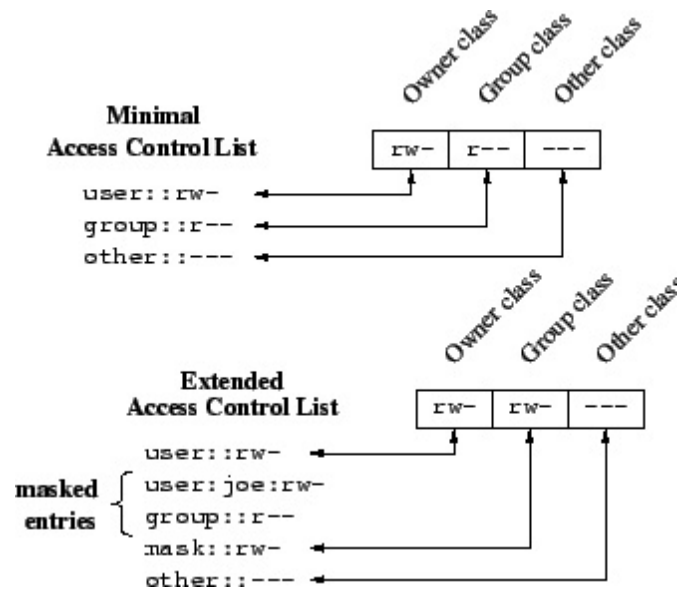 Owner class
Group class
Other class
Minimal
Access Control List
rw- r-- ---
user::rw-
group::r--
other::---
Owner class
Group class
Other class
Extended
Access Control List
rw- rw- ---
user::rw-
masked
entries
user:joe:rw-
group::r--
mask::rw-
other::---